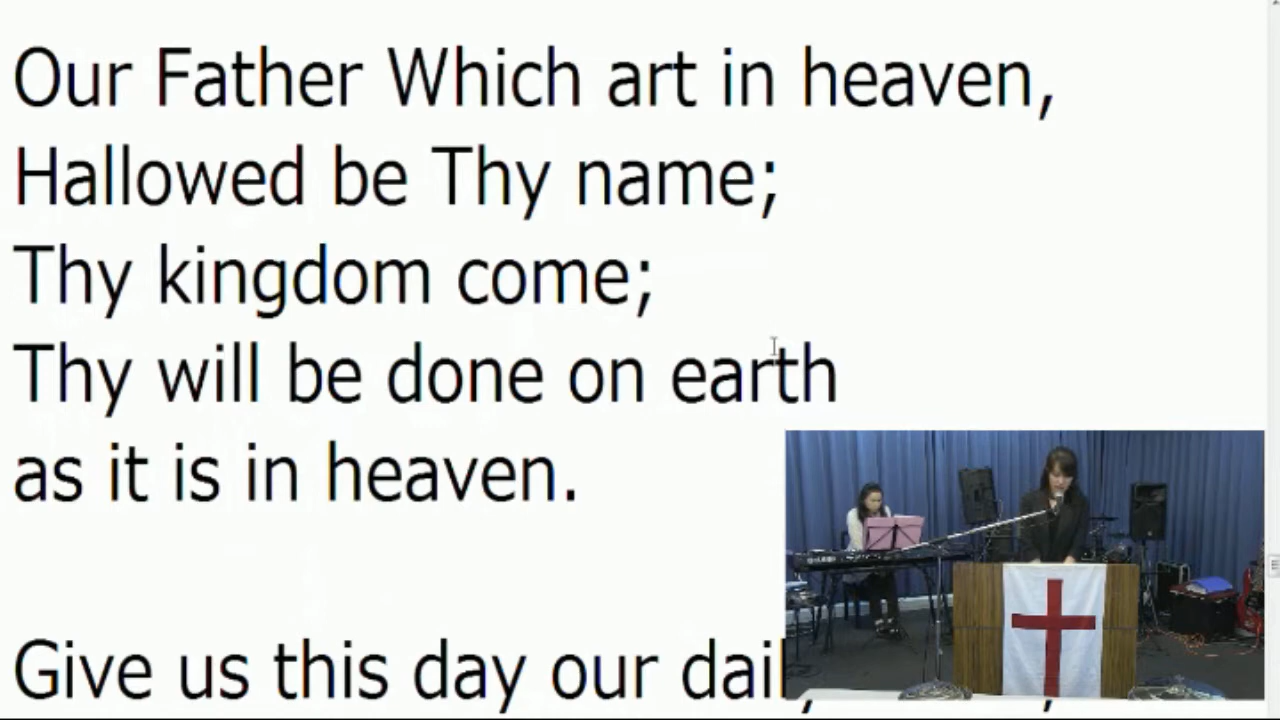 Our Father Which art in heaven,
Hallowed be Thy name;
Thy kingdom come;
Thy will be done on earth
as it is in heaven.
Give us this day our daily